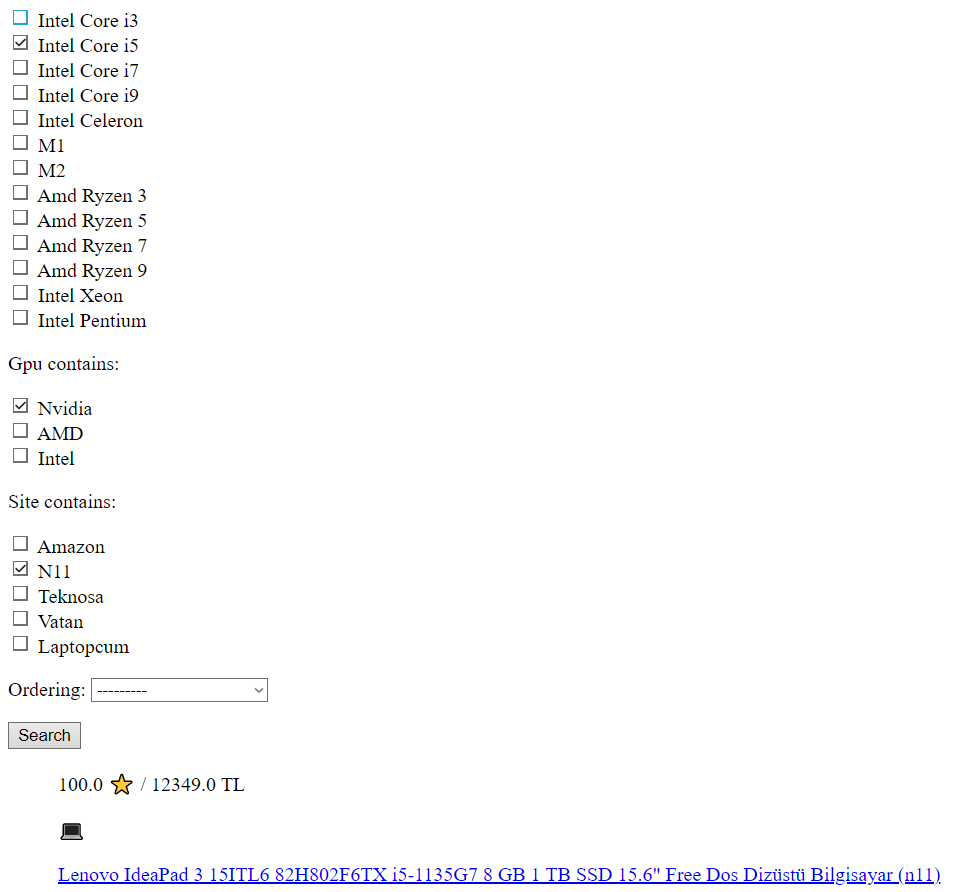 Intel Core i3
Intel Core i5
Intel Core i7
Intel Core i9
Intel Celeron
M1
M2
Amd Ryzen 3
Amd Ryzen 5
Amd Ryzen 7
Amd Ryzen 9
Intel Xeon
Intel Pentium
Gpu contains:
Nvidia
AMD
Intel
Site contains:
Amazon
N11
Teknosa
Vatan
Laptopcum
Ordering: ---------
Search
100.0 ⭐ / 12349.0 TL
Lenovo IdeaPad 3 15ITL6 82H802F6TX i5-1135G7 8 GB 1 TB SSD 15.6" Free Dos Dizüstü Bilgisayar (n11)